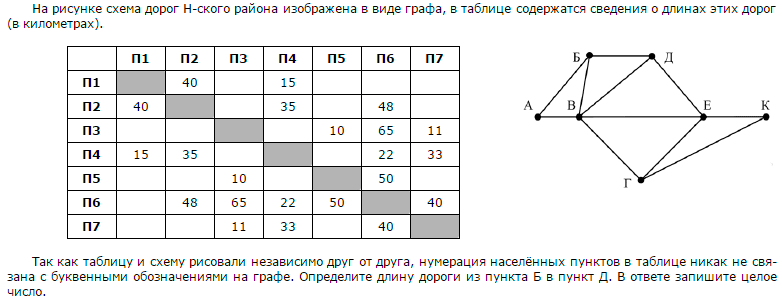 На рисунке схема дорог Н-ского района изображена в виде графа, в таблице содержатся сведения о длинах этих дорог
(в километрах).
П1 П2 П3 П4 П5 П6 П7
П1 40 15
П2 40 35 48
П3 10 65 11
П4 15 35 22 33
П5 10 50
П6 48 65 22 50 40
П7 11 33 40
Б Д
А В Е К
Г
Так как таблицу и схему рисовали независимо друг от друга, нумерация населённых пунктов в таблице никак не свя-
зана с буквенными обозначениями на графе. Определите длину дороги из пункта Б в пункт Д. В ответе запишите целое
число.